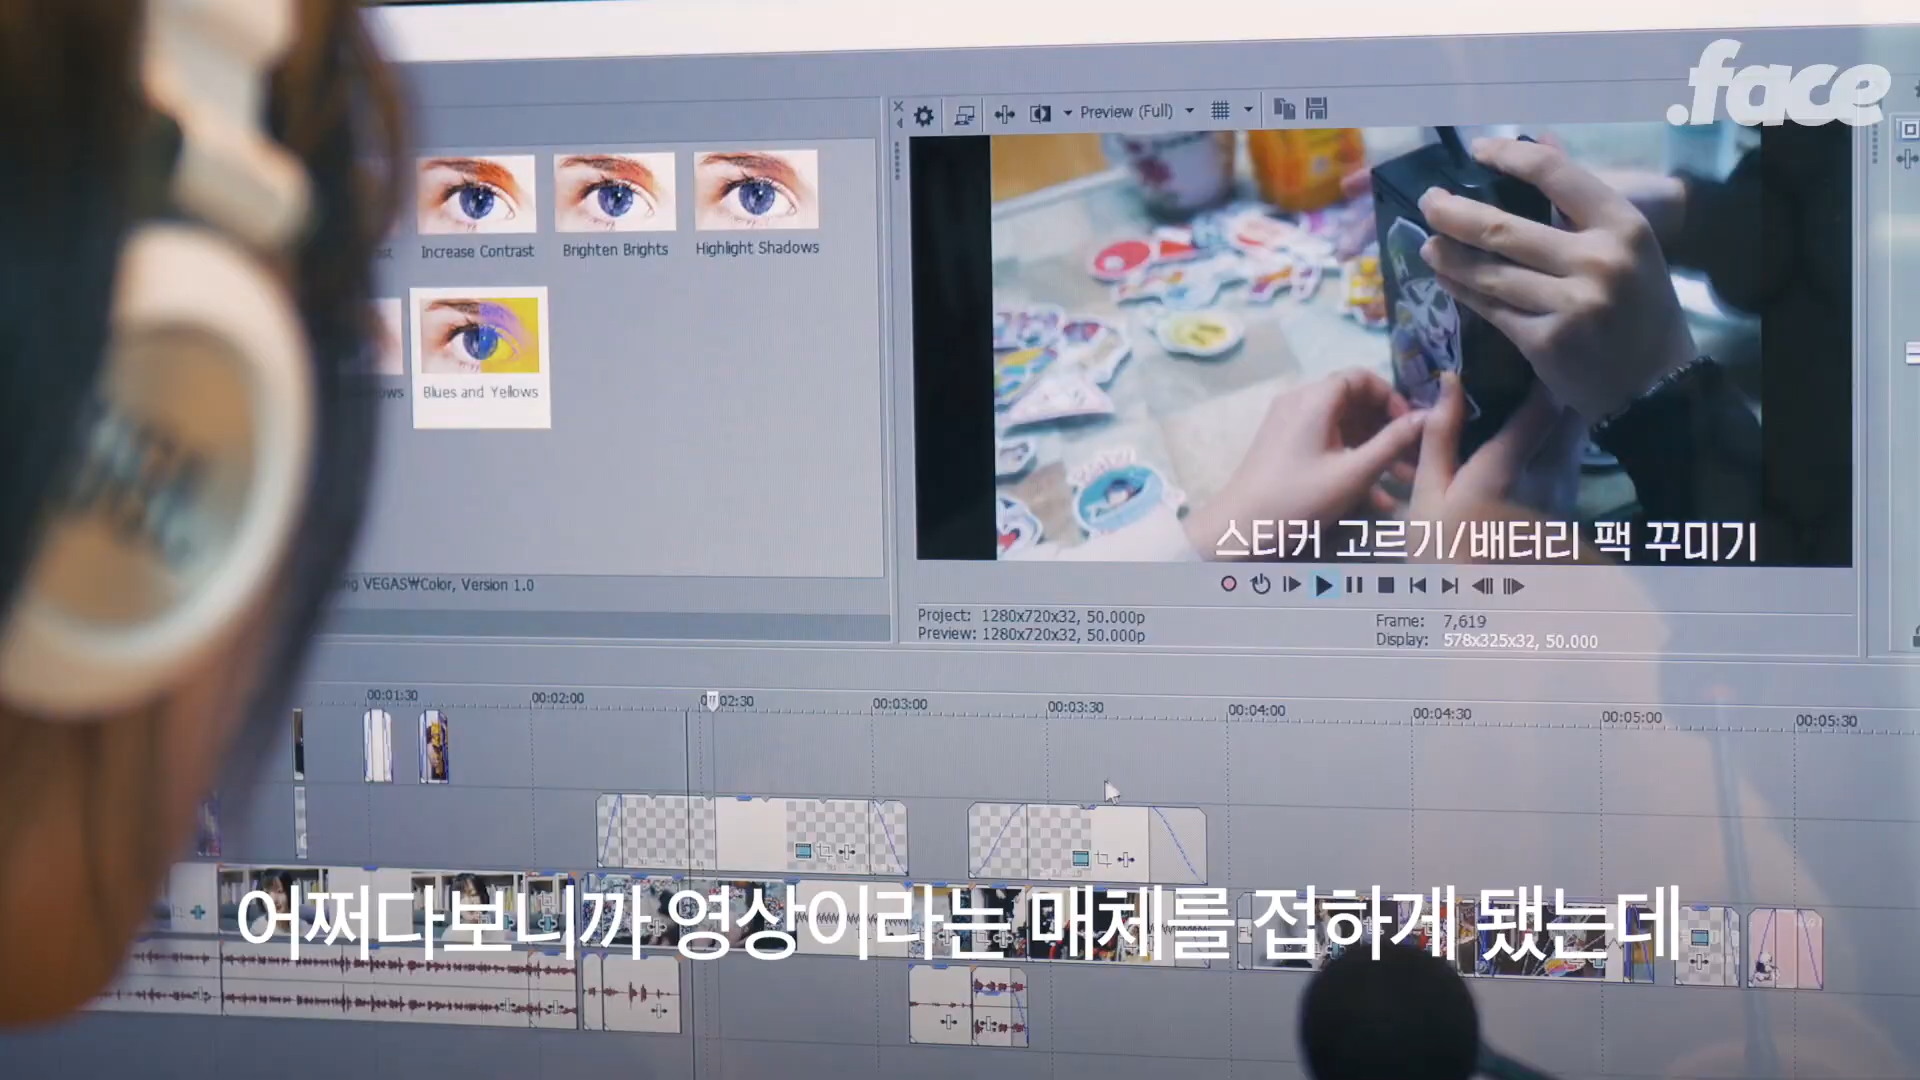 .face
Preview (Full)
Increase Contrast
Brighten Brights
Highlight Shadows
Blues and Yellows
스티커 고르기/배터리 팩 꾸미기
VEGAS₩Color, Version 1.0
Project: 1280x720x32, 50.000p
Frame: 7,619
Preview: 1280x720x32, 50.000p
Display: 578x325x32, 50.000
00:01:30
00:02:00
02:30
00:03:00
00:03:30
00:04:00
00:04:30
00:05:00
00:05:30
어쩌다보니까 영상이라는 매체를 접하게 됐는데